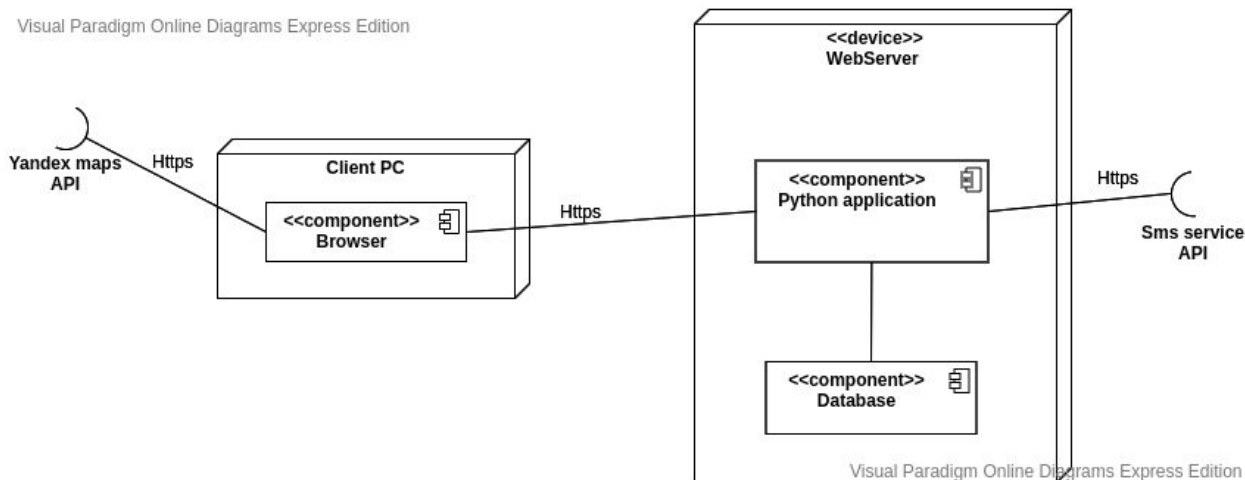 Visual Paradigm Online Diagrams Express Edition
<<device>>
WebServer
Yandex maps
API
Https
Client PC
<<component>>
Browser
Https
<<component>>
Python application
Https
Sms service
API
<<component>>
Database
Visual Paradigm Online Diagrams Express Edition